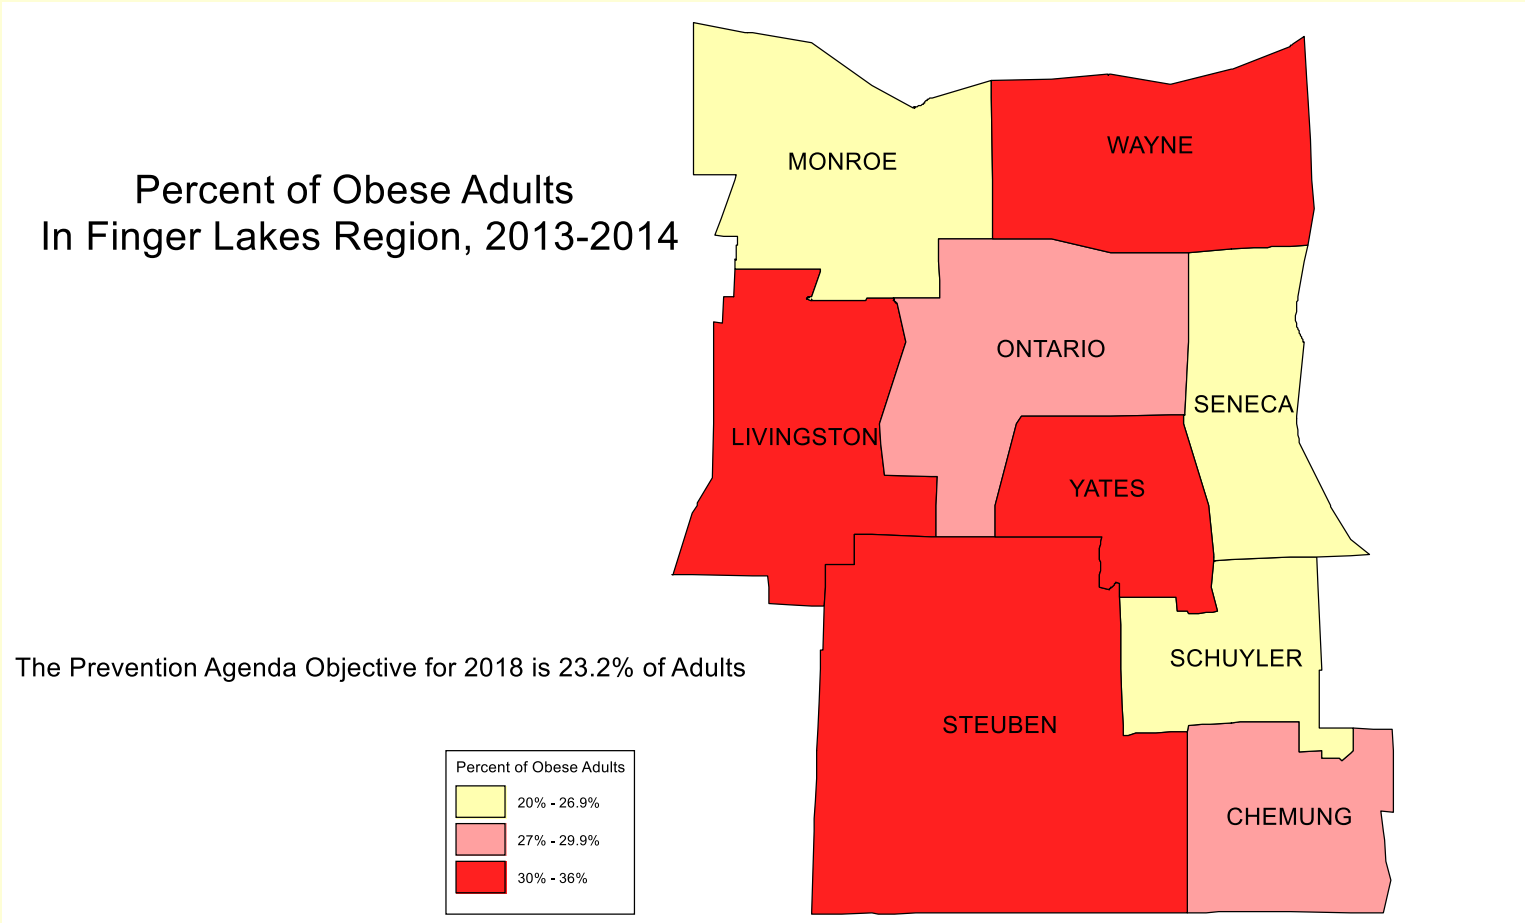 Percent of Obese Adults
In Finger Lakes Region, 2013-2014
MONROE
WAYNE
ONTARIO
SENECA
LIVINGSTON
YATES
SCHUYLER
STEUBEN
CHEMUNG
The Prevention Agenda Objective for 2018 is 23.2% of Adults
Percent of Obese Adults
20% - 26.9%
27% - 29.9%
30% - 36%